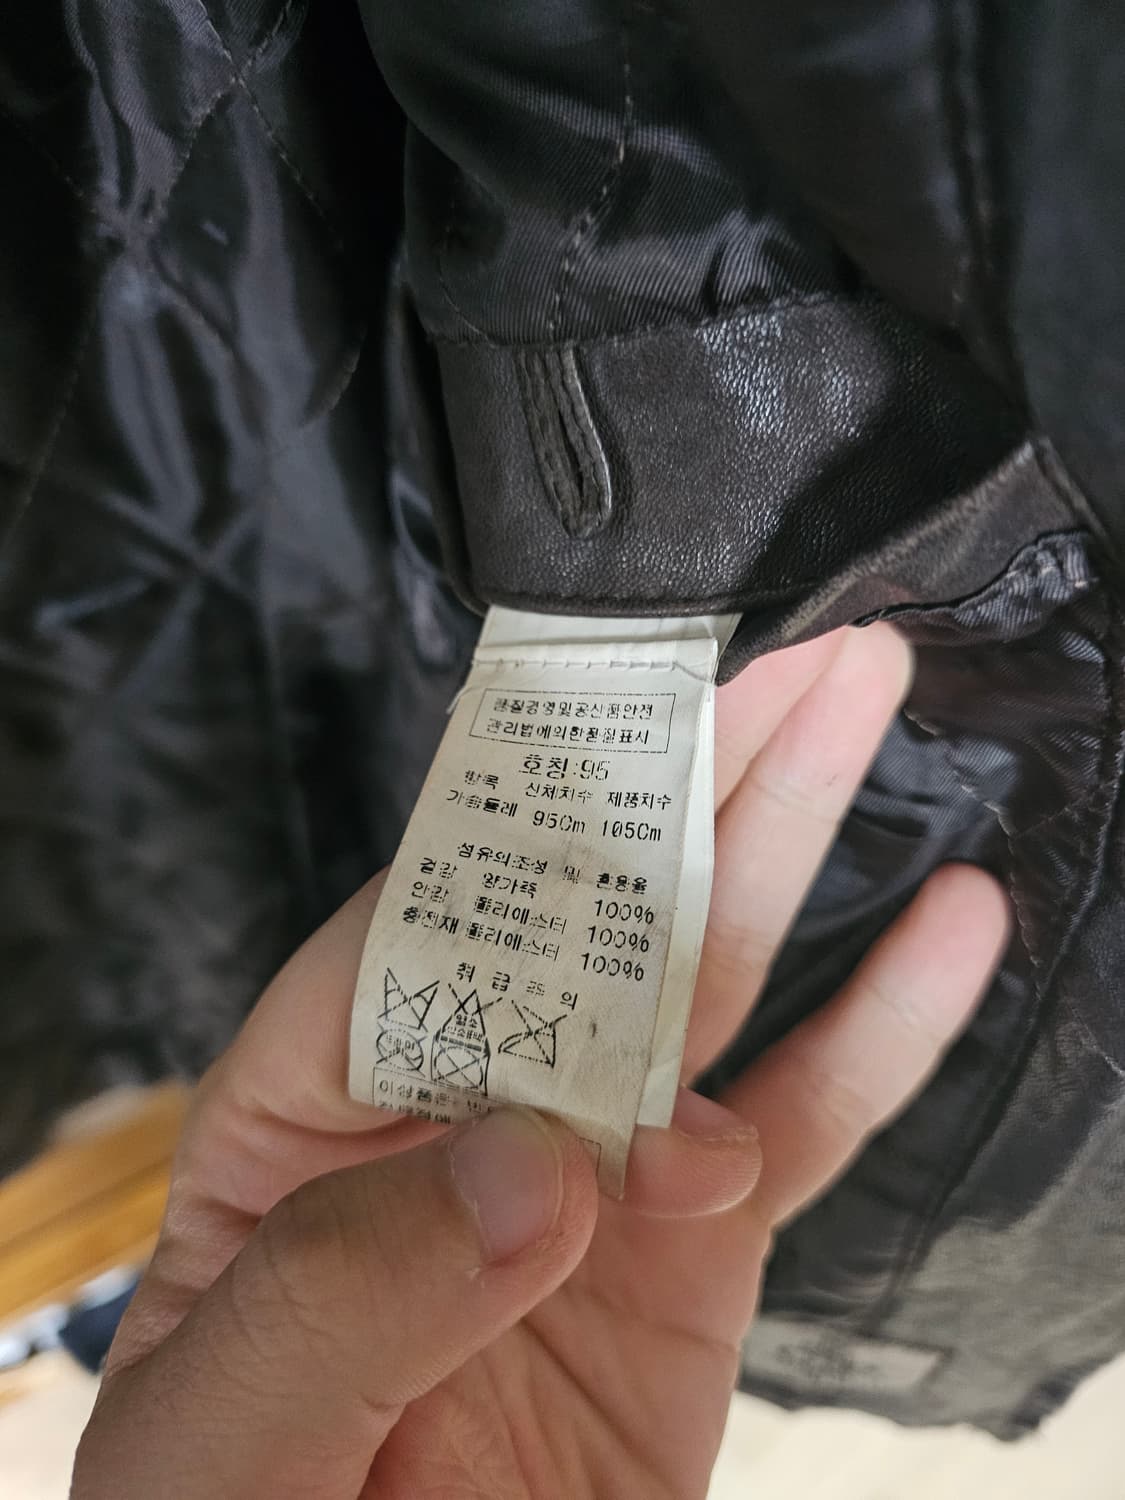 품질경영및공산품안전
관리법에의한품질표시
호칭:95
항목 신체치수 제품치수
가슴둘레 95Cm 105Cm
섬유의조성 및 혼용율
겉감 양가죽 100%
안감 폴리에스터 100%
충전재 폴리에스터 100%
취 급 주 의